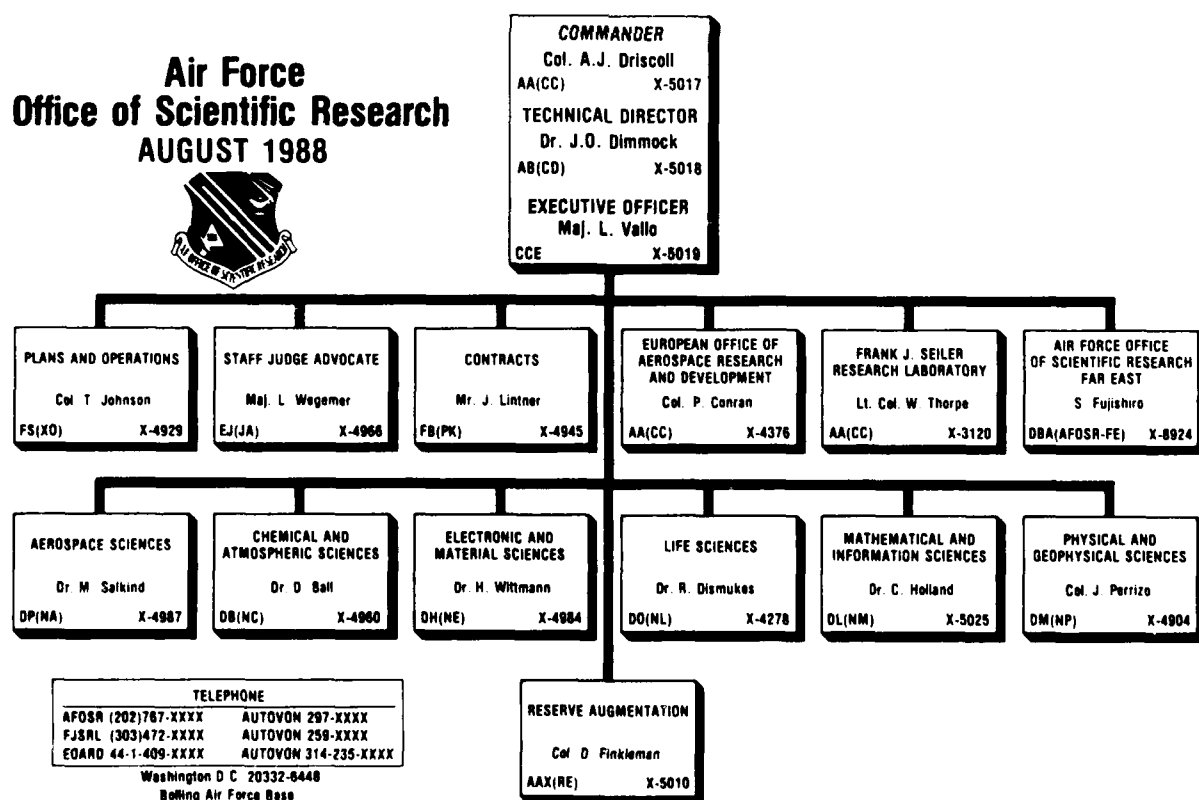 Air Force
Office of Scientific Research
AUGUST 1988
AIR FORCE OFFICE OF SCIENTIFIC RESEARCH
COMMANDER
Col. A.J. Driscoll
AA(CC) X-5017
TECHNICAL DIRECTOR
Dr. J.O. Dimmock
AB(CD) X-5018
EXECUTIVE OFFICER
Maj. L. Vallo
CCE X-5019
PLANS AND OPERATIONS
Col T Johnson
FS(XO) X-4929
STAFF JUDGE ADVOCATE
Maj. L Wegemer
EJ(JA) X-4966
CONTRACTS
Mr. J. Lintner
FB(PK) X-4945
EUROPEAN OFFICE OF
AEROSPACE RESEARCH
AND DEVELOPMENT
Col. P. Conran
AA(CC) X-4376
FRANK J. SEILER
RESEARCH LABORATORY
Lt. Col. W. Thorpe
AA(CC) X-3120
AIR FORCE OFFICE
OF SCIENTIFIC RESEARCH
FAR EAST
S Fujishiro
DBA(AFOSR-FE) X-8924
AEROSPACE SCIENCES
Dr. M Salkind
DP(NA) X-4987
CHEMICAL AND
ATMOSPHERIC SCIENCES
Dr. D Ball
DB(NC) X-4960
ELECTRONIC AND
MATERIAL SCIENCES
Dr. H. Wittmann
DH(NE) X-4984
LIFE SCIENCES
Dr. R. Dismukes
DO(NL) X-4278
MATHEMATICAL AND
INFORMATION SCIENCES
Dr. C. Holland
DL(NM) X-5025
PHYSICAL AND
GEOPHYSICAL SCIENCES
Col. J. Perrizo
DM(NP) X-4904
RESERVE AUGMENTATION
Col D Finkleman
AAX(RE) X-5010
TELEPHONE
AFOSR (202)767-XXXX AUTOVON 297-XXXX
FJSRL (303)472-XXXX AUTOVON 259-XXXX
EOARD 44-1-409-XXXX AUTOVON 314-235-XXXX
Washington D C 20332-6448
Bolling Air Force Base